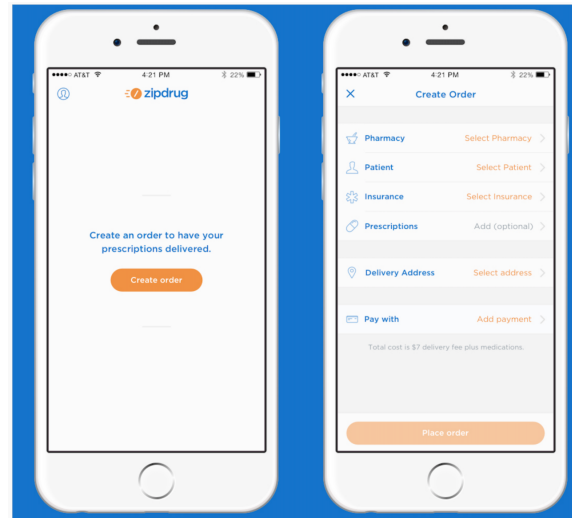 AT&T 4:21 PM 22%
zipdrug
Create an order to have your
prescriptions delivered.
Create order
AT&T 4:21 PM 22%
Create Order
Pharmacy Select Pharmacy
Patient Select Patient
Insurance Select Insurance
Prescriptions Add (optional)
Delivery Address Select address
Pay with Add payment
Total cost is $7 delivery fee plus medications.
Place order